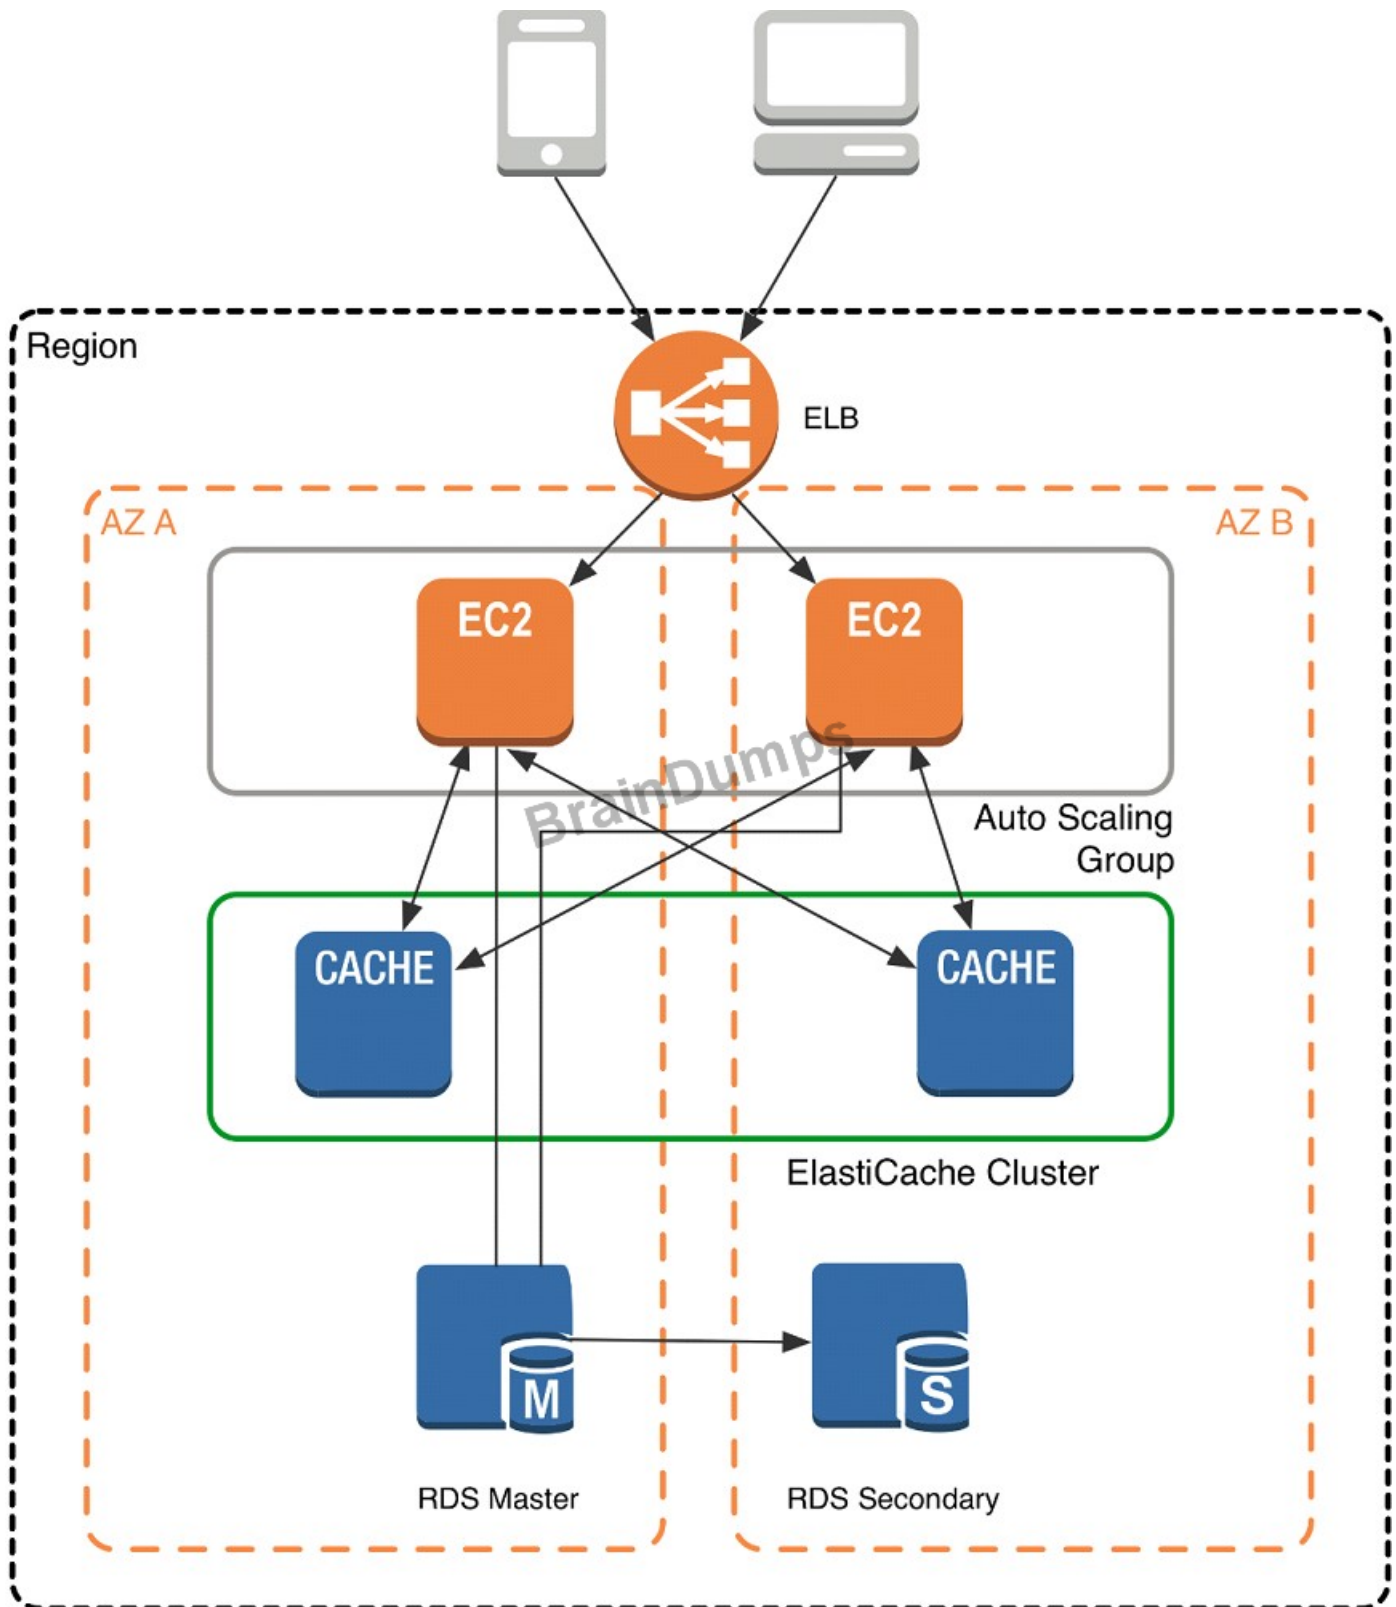 Region
ELB
AZ A
AZ B
EC2
EC2
BrainDumps
Auto Scaling
Group
CACHE
CACHE
ElastiCache Cluster
M
S
RDS Master
RDS Secondary